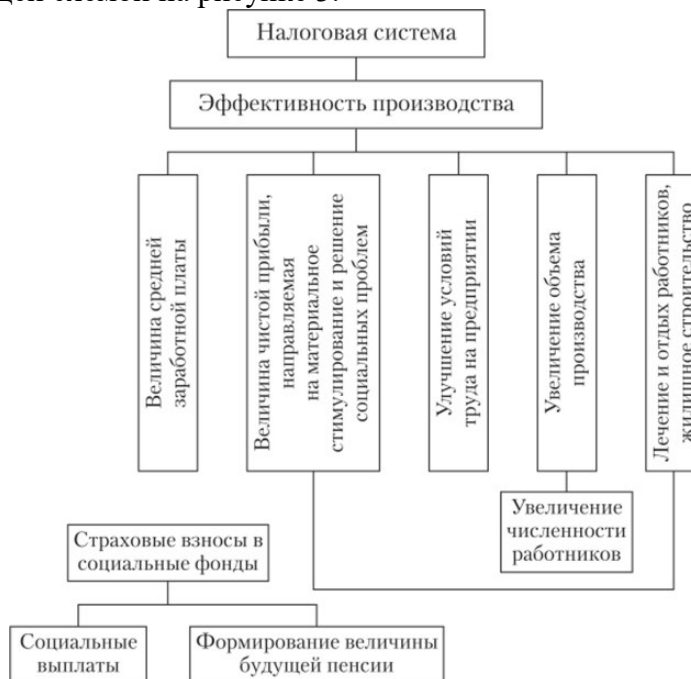 Налоговая система
Эффективность производства
Величина средней
заработной платы
Величина чистой прибыли,
направляемая
на материальное
стимулирование и решение
социальных проблем
Улучшение условий
труда на предприятии
Увеличение объема
производства
Лечение и отдых работников,
жилищное строительство
Увеличение
численности
работников
Страховые взносы в
социальные фонды
Социальные
выплаты
Формирование величины
будущей пенсии